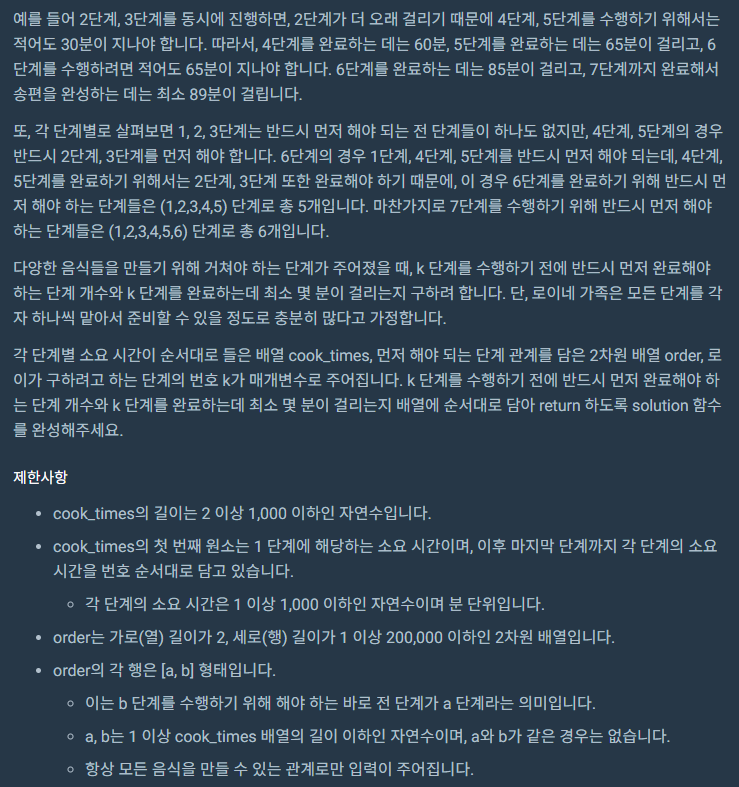 예를 들어 2단계, 3단계를 동시에 진행하면, 2단계가 더 오래 걸리기 때문에 4단계, 5단계를 수행하기 위해서는
적어도 30분이 지나야 합니다. 따라서, 4단계를 완료하는 데는 60분, 5단계를 완료하는 데는 65분이 걸리고, 6
단계를 수행하려면 적어도 65분이 지나야 합니다. 6단계를 완료하는 데는 85분이 걸리고, 7단계까지 완료해서
송편을 완성하는 데는 최소 89분이 걸립니다.
또, 각 단계별로 살펴보면 1, 2, 3단계는 반드시 먼저 해야 되는 전 단계들이 하나도 없지만, 4단계, 5단계의 경우
반드시 2단계, 3단계를 먼저 해야 합니다. 6단계의 경우 1단계, 4단계, 5단계를 반드시 먼저 해야 되는데, 4단계,
5단계를 완료하기 위해서는 2단계, 3단계 또한 완료해야 하기 때문에, 이 경우 6단계를 완료하기 위해 반드시 먼
저 해야 하는 단계들은 (1,2,3,4,5) 단계로 총 5개입니다. 마찬가지로 7단계를 수행하기 위해 반드시 먼저 해야
하는 단계들은 (1,2,3,4,5,6) 단계로 총 6개입니다.
다양한 음식들을 만들기 위해 거쳐야 하는 단계가 주어졌을 때, k 단계를 수행하기 전에 반드시 먼저 완료해야
하는 단계 개수와 k 단계를 완료하는데 최소 몇 분이 걸리는지 구하려 합니다. 단, 로이네 가족은 모든 단계를 각
자 하나씩 맡아서 준비할 수 있을 정도로 충분히 많다고 가정합니다.
각 단계별 소요 시간이 순서대로 들은 배열 cook_times, 먼저 해야 되는 단계 관계를 담은 2차원 배열 order, 로
이가 구하려고 하는 단계의 번호 k가 매개변수로 주어집니다. k 단계를 수행하기 전에 반드시 먼저 완료해야 하
는 단계 개수와 k 단계를 완료하는데 최소 몇 분이 걸리는지 배열에 순서대로 담아 return 하도록 solution 함수
를 완성해주세요.
제한사항
• cook_times의 길이는 2 이상 1,000 이하인 자연수입니다.
• cook_times의 첫 번째 원소는 1 단계에 해당하는 소요 시간이며, 이후 마지막 단계까지 각 단계의 소요
시간을 번호 순서대로 담고 있습니다.
◦ 각 단계의 소요 시간은 1 이상 1,000 이하인 자연수이며 분 단위입니다.
• order는 가로(열) 길이가 2, 세로(행) 길이가 1 이상 200,000 이하인 2차원 배열입니다.
• order의 각 행은 [a, b] 형태입니다.
◦ 이는 b 단계를 수행하기 위해 해야 하는 바로 전 단계가 a 단계라는 의미입니다.
◦ a, b는 1 이상 cook_times 배열의 길이 이하인 자연수이며, a와 b가 같은 경우는 없습니다.
◦ 항상 모든 음식을 만들 수 있는 관계로만 입력이 주어집니다.